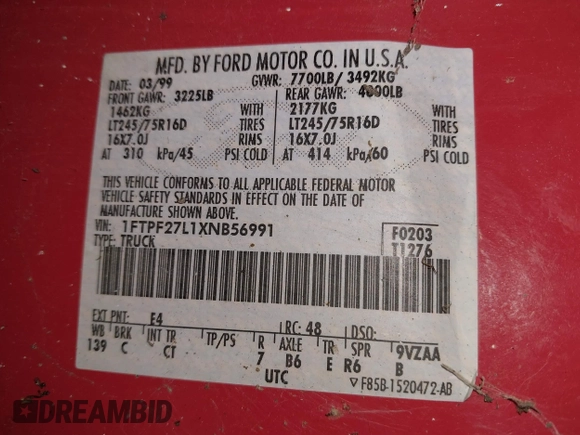 MFD. BY FORD MOTOR CO. IN U.S.A.
DATE: 03/99 GVWR: 7700LB/ 3492KG
FRONT GAWR: 3225LB REAR GAWR: 4800LB
1462KG WITH 2177KG WITH
LT245/75R16D TIRES LT245/75R16D TIRES
16X7.0J RIMS 16X7.0J RIMS
AT 310 kPa/45 PSI COLD AT 414 kPa/60 PSI COLD
THIS VEHICLE CONFORMS TO ALL APPLICABLE FEDERAL MOTOR
VEHICLE SAFETY STANDARDS IN EFFECT ON THE DATE OF
MANUFACTURE SHOWN ABOVE.
VIN: 1FTPF27L1XNB56991 F0203
TYPE: TRUCK T1276
EXT PNT: E4 RC: 48 DSO:
WB BRK INT TR TP/PS R AXLE TR SPR 9VZAA
139 C CT 7 B6 E R6 B
UTC ▽F85B-1520472-AB
DREAMBID